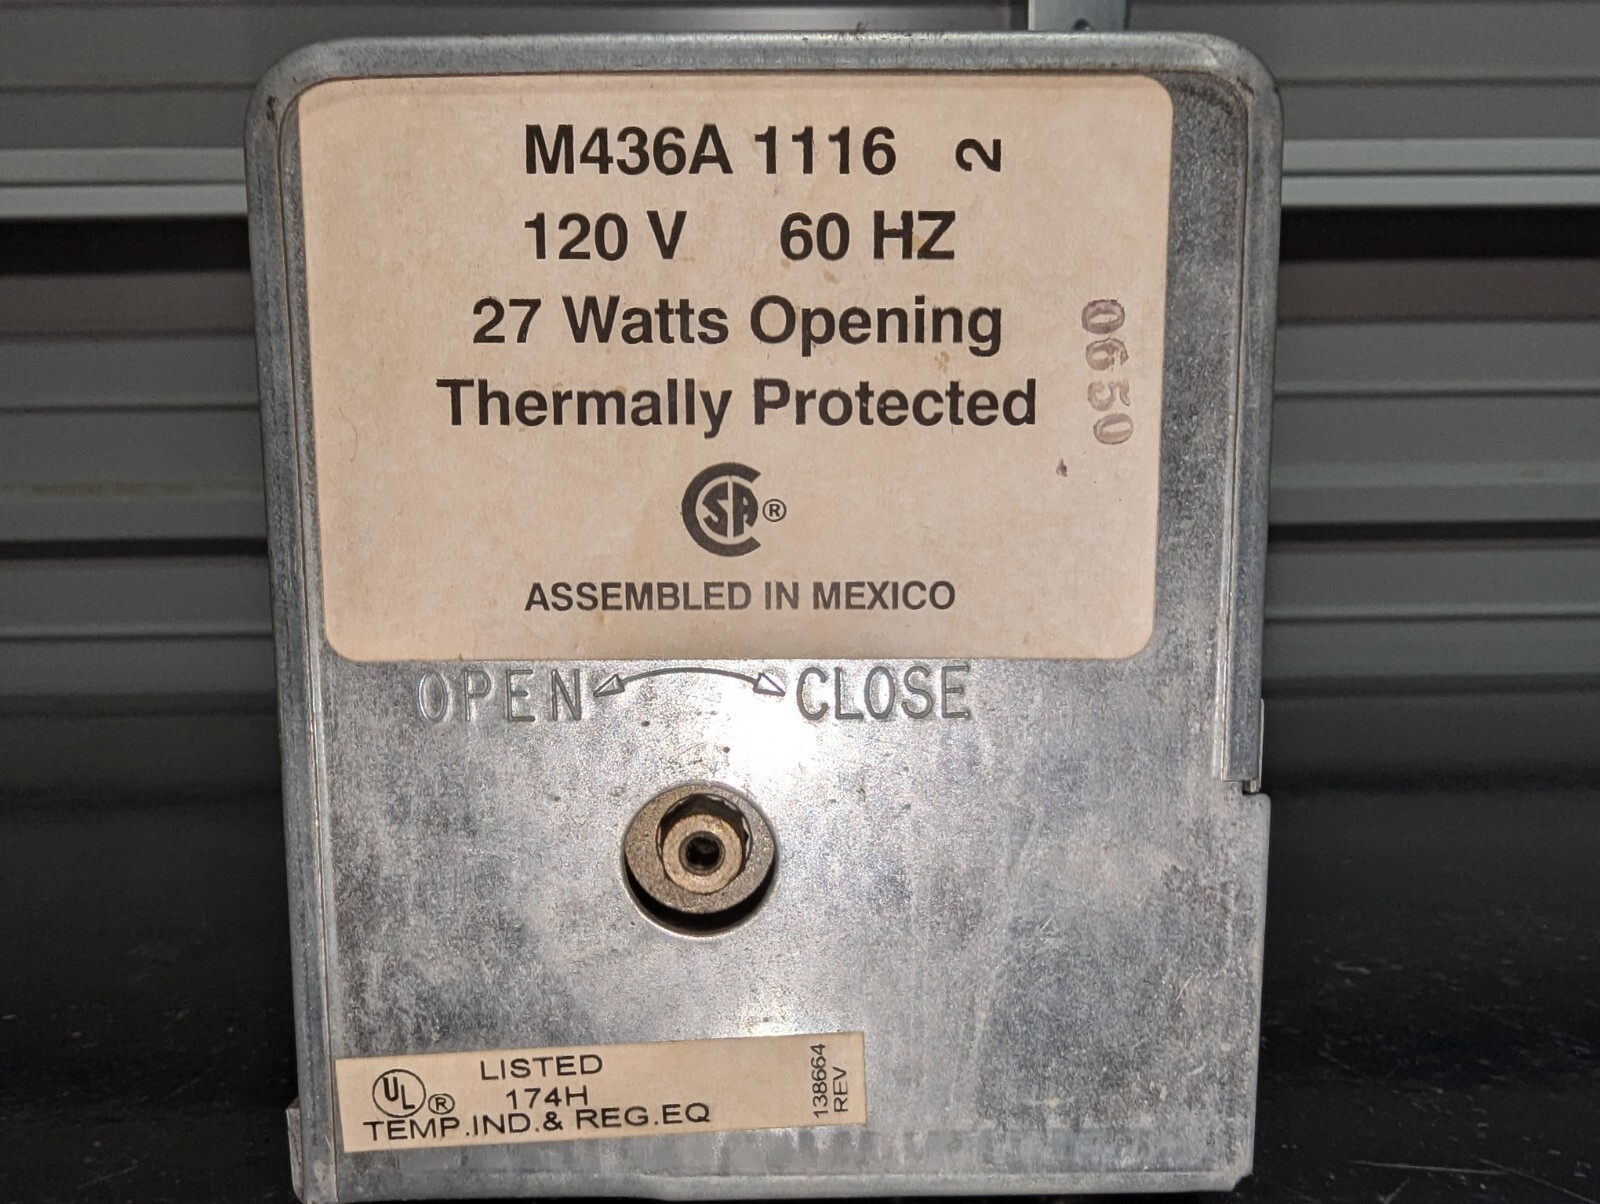 M436A 1116 2
120 V 60 HZ
27 Watts Opening
Thermally Protected
0650
CSA®
ASSEMBLED IN MEXICO
OPEN CLOSE
UL®
LISTED
174H
TEMP.IND.& REG.EQ
138664
REV.